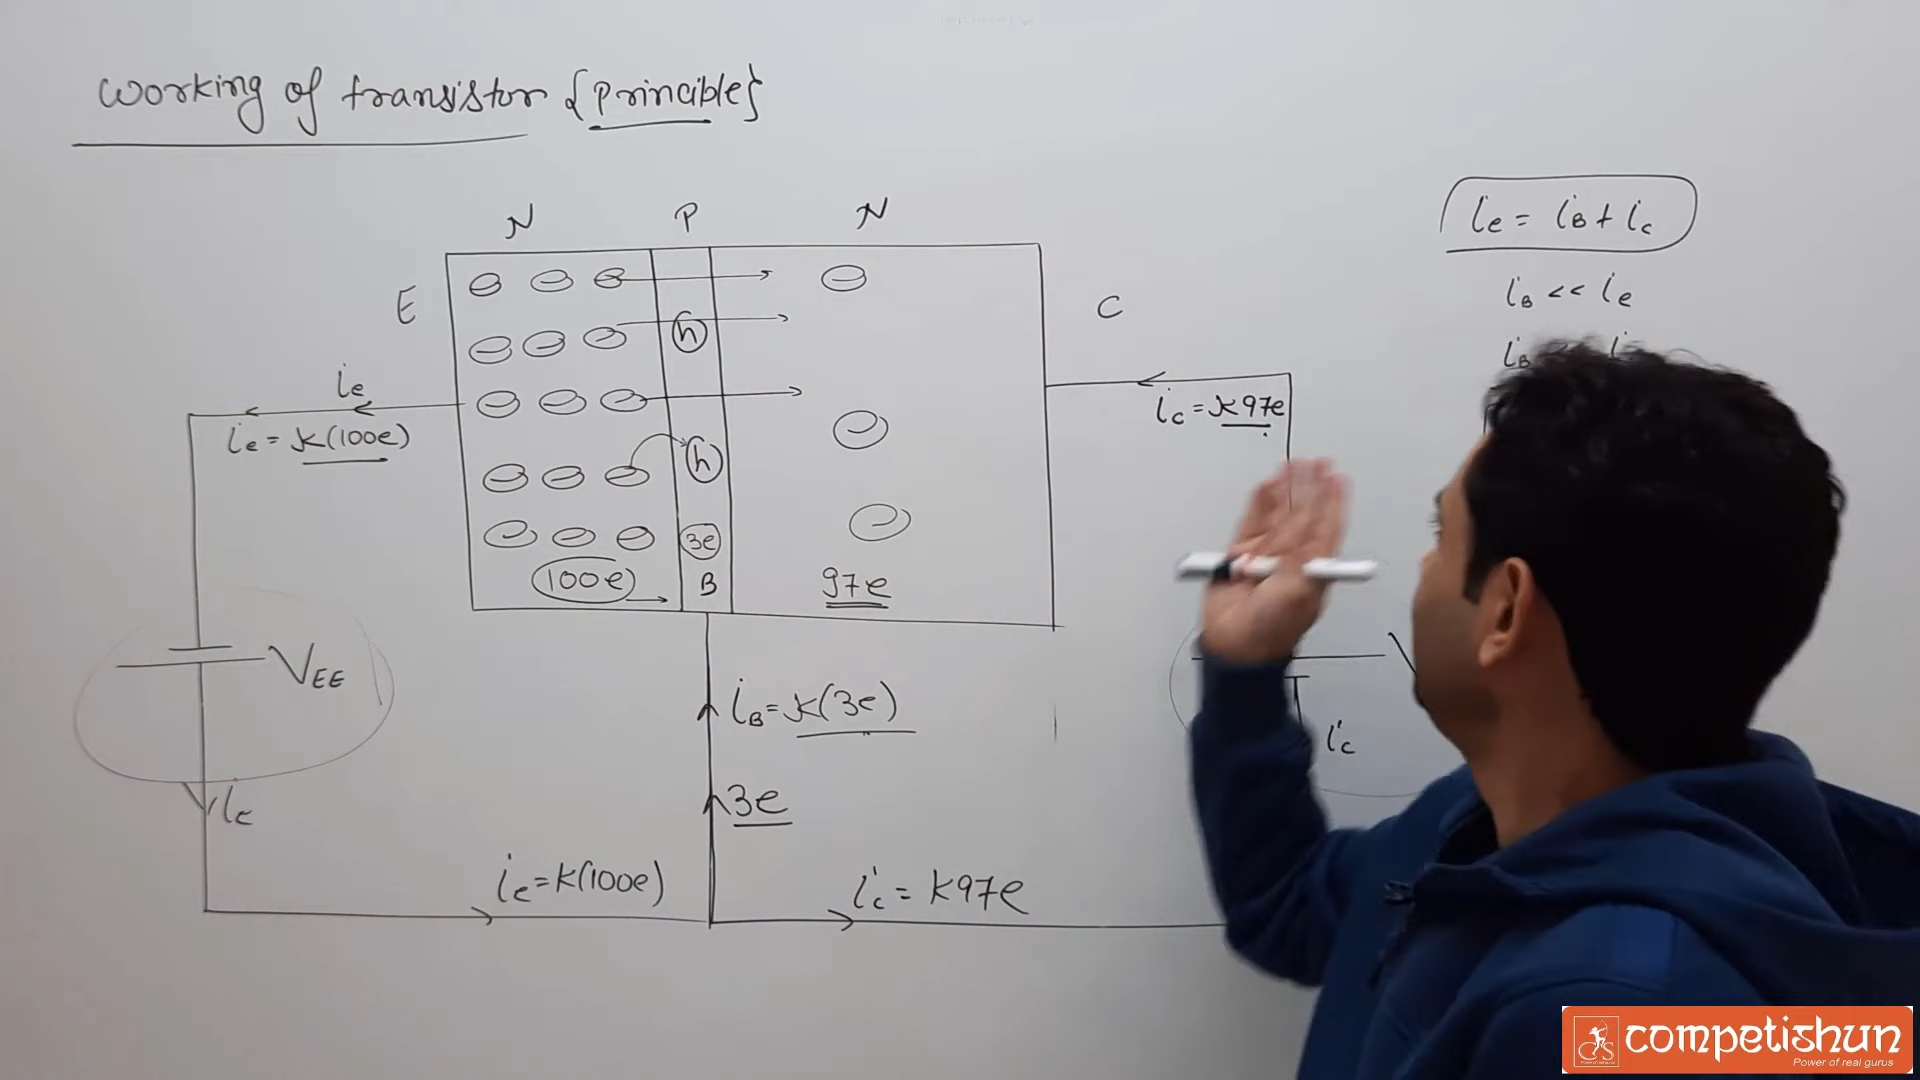 working of transistor {principle}
N P N
ie = iB + ic
iB << ie
E
C
h
ie
ic = k97e
ie = k(100e)
h
3e
100e
B
97e
VEE
iB = k(3e)
ic
ie
3e
ie = k(100e)
ic = k97e
competishun
Power of real gurus